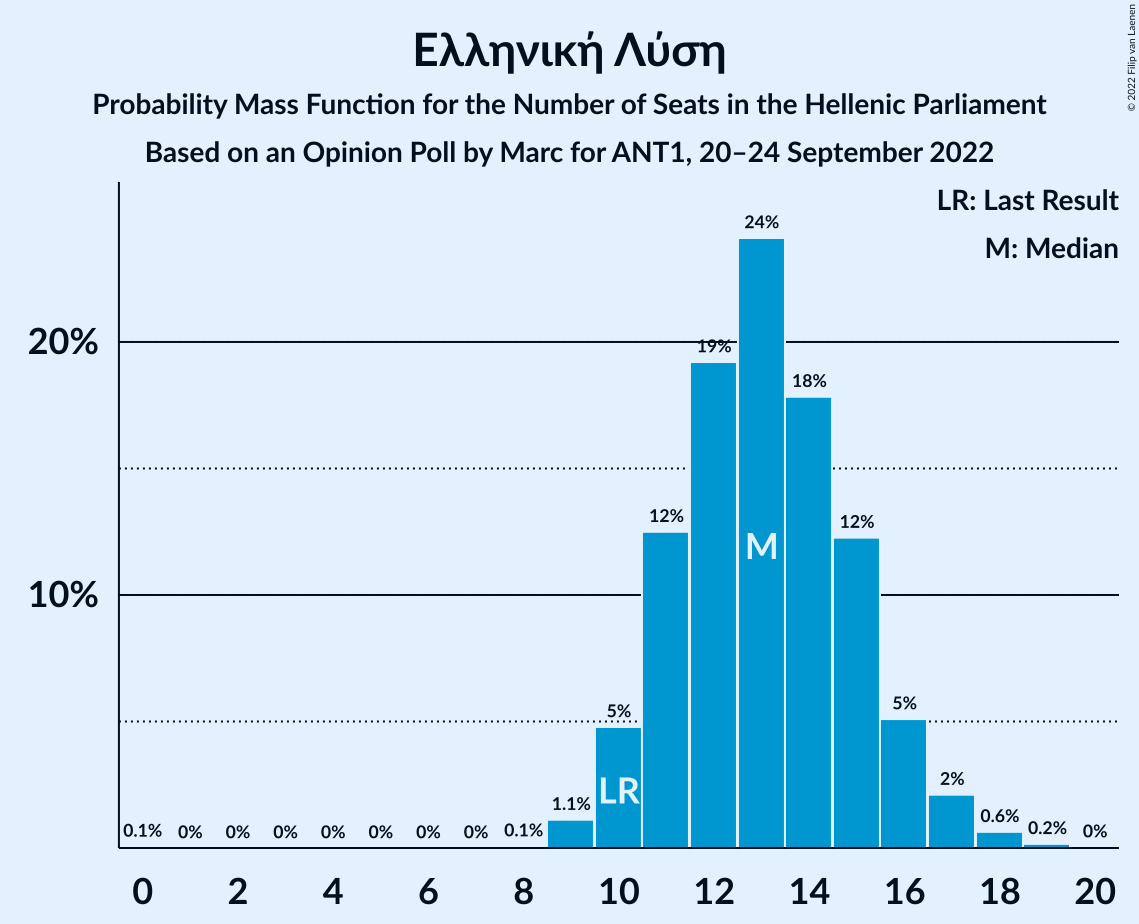 Ελληνική Λύση
Probability Mass Function for the Number of Seats in the Hellenic Parliament
Based on an Opinion Poll by Marc for ANT1, 20–24 September 2022
© 2022 Filip van Laenen
LR: Last Result
M: Median
20%
10%
0.1%
0%
0%
0%
0%
0%
0%
0%
0.1%
1.1%
5%
12%
19%
24%
18%
12%
5%
2%
0.6%
0.2%
0%
LR
M
0 2 4 6 8 10 12 14 16 18 20